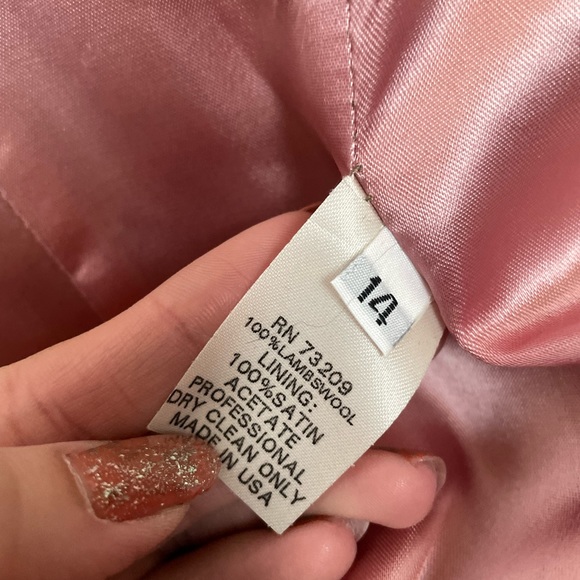 14
RN 73209
100%LAMBSWOOL
LINING:
100%SATIN
ACETATE
PROFESSIONAL
DRY CLEAN ONLY
MADE IN USA